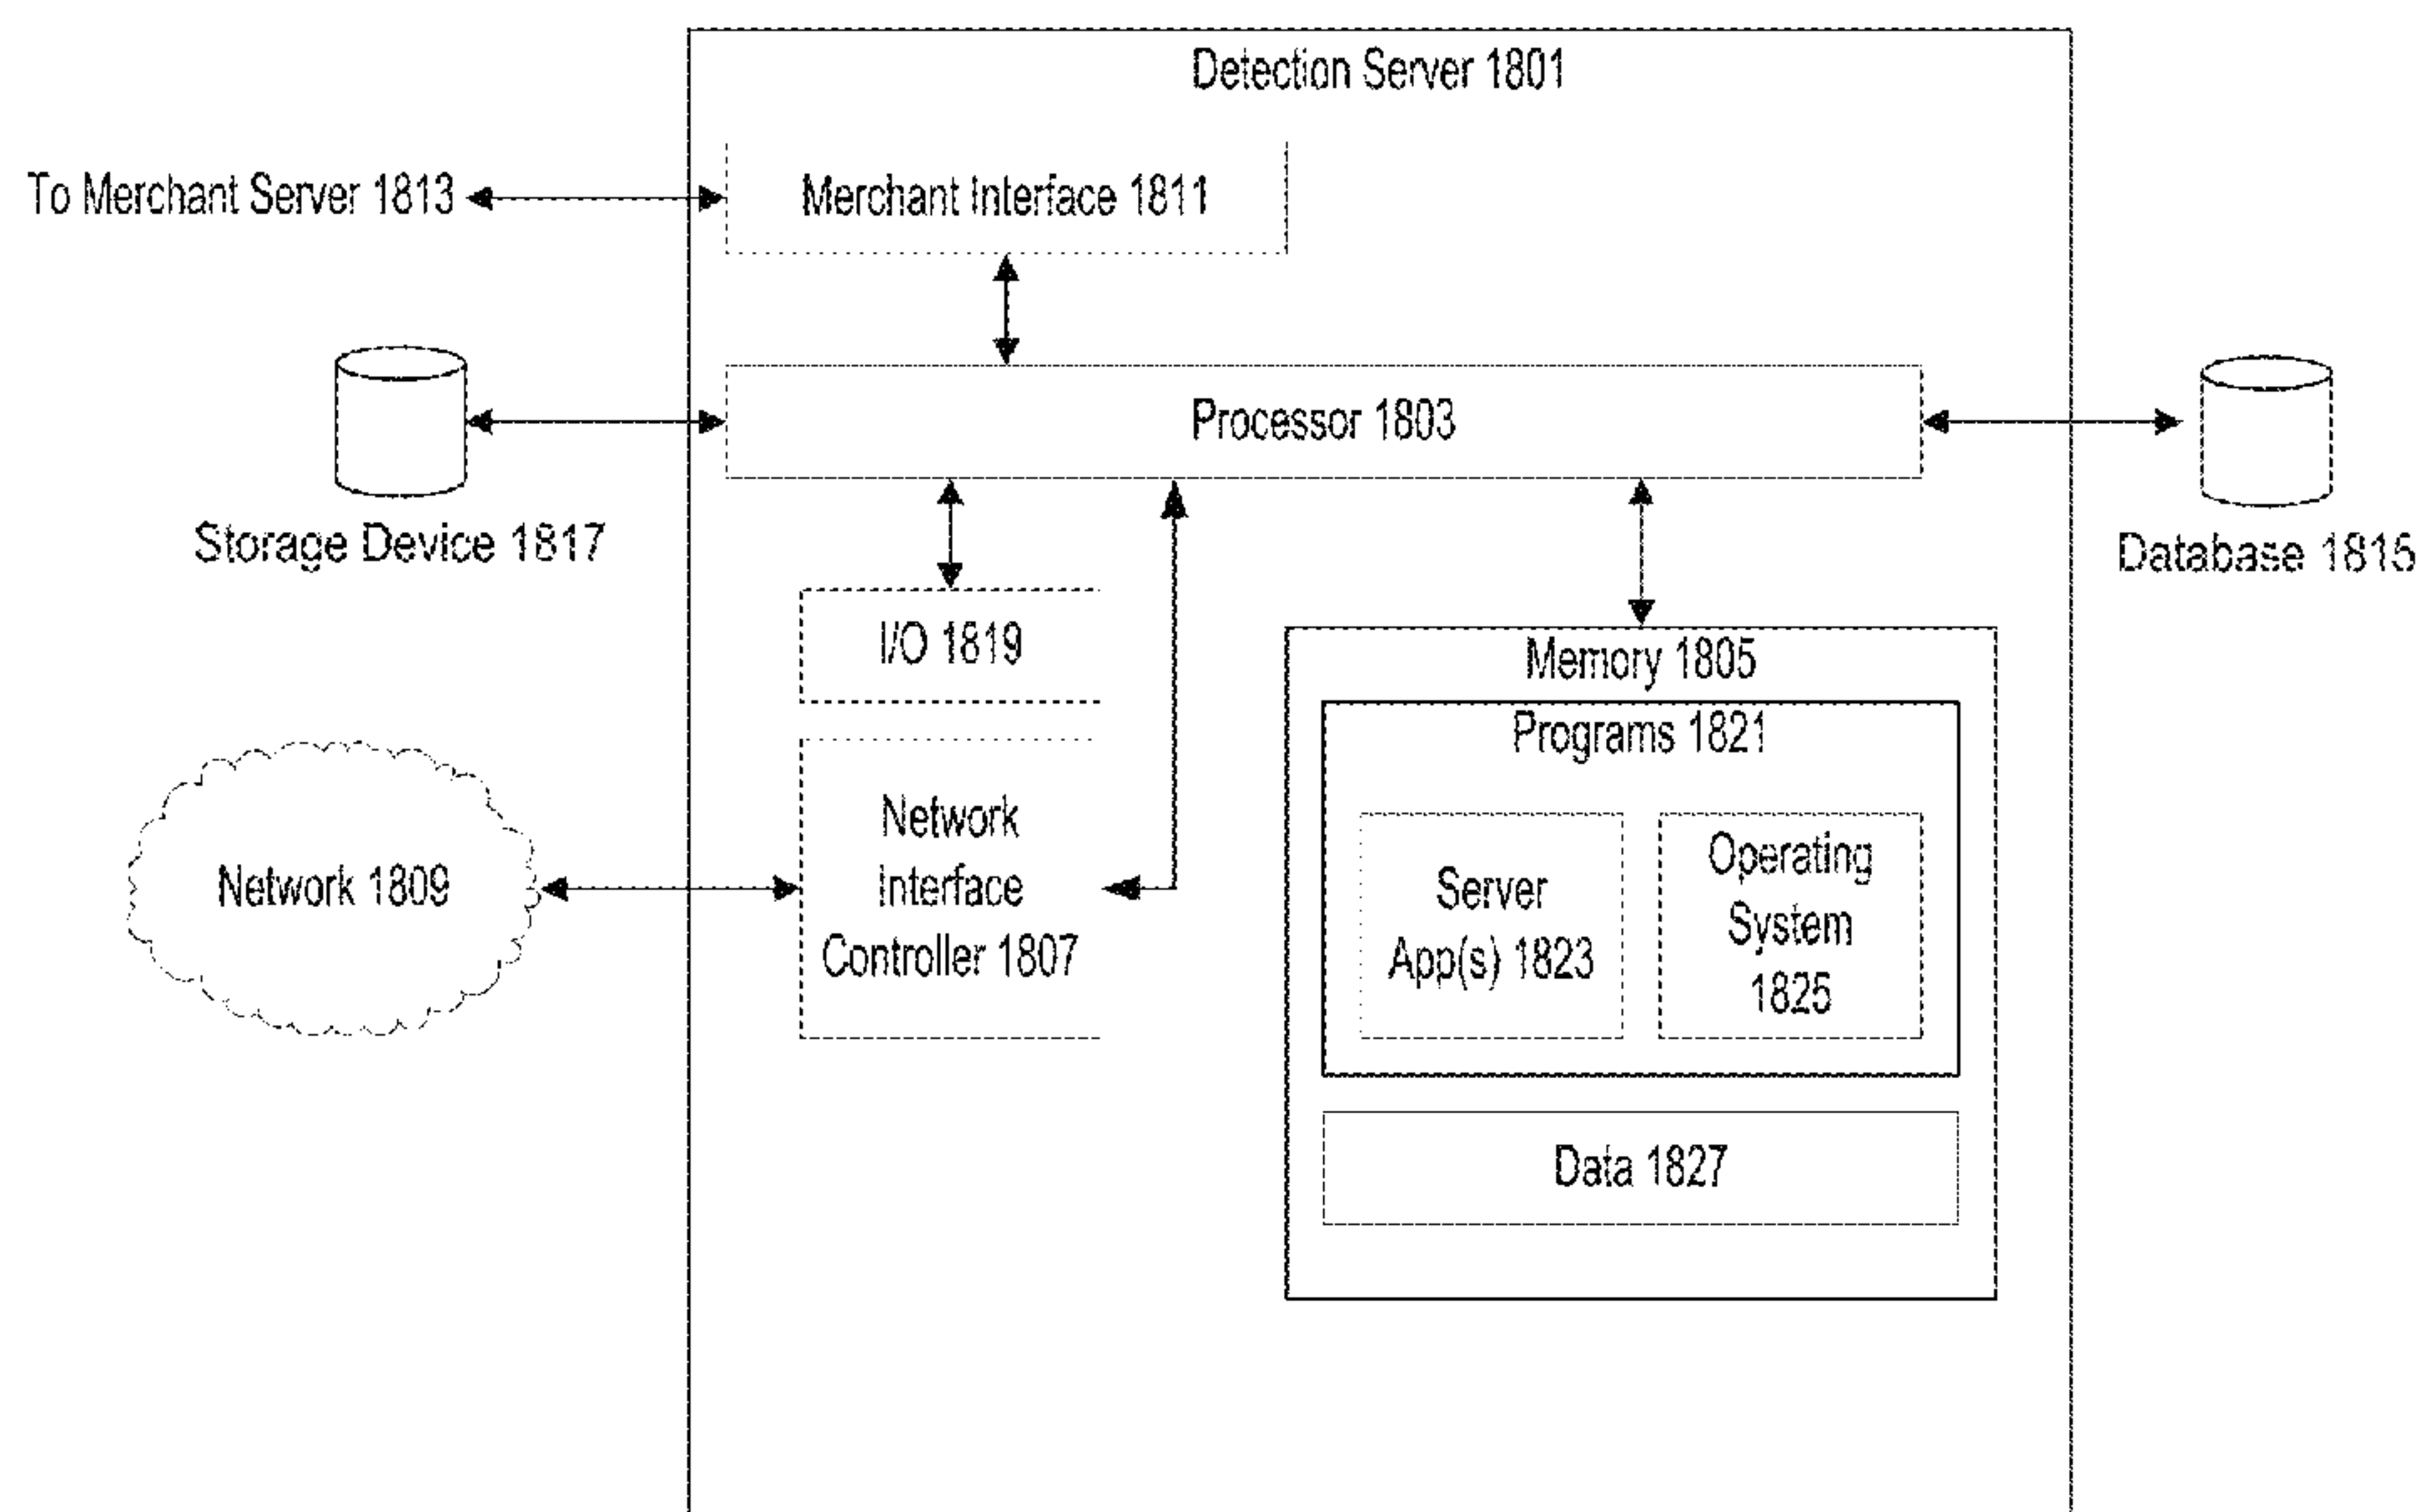 Detection Server 1801
To Merchant Server 1813
Merchant Interface 1811
Processor 1803
Storage Device 1817
Database 1815
I/O 1819
Memory 1805
Programs 1821
Network
Interface
Controller 1807
Network 1809
Server
App(s) 1823
Operating
System
1825
Data 1827